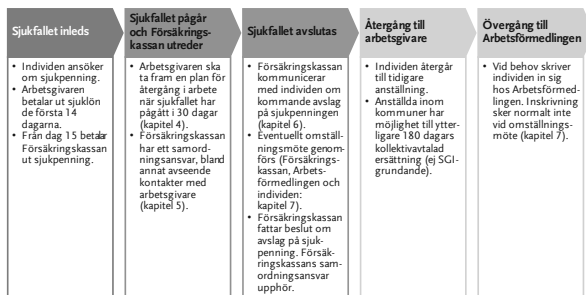 Sjukfallet inleds
• Individen ansöker
om sjukpenning.
• Arbetsgivaren
betalar ut sjuklön
de första 14
dagarna.
• Från dag 15 betalar
Försäkringskassan
ut sjukpenning.
Sjukfallet pågår
och Försäkrings-
kassan utreder
• Arbetsgivaren ska
ta fram en plan för
återgång i arbete
när sjukfallet har
pågått i 30 dagar
(kapitel 4).
• Försäkringskassan
har ett samord-
ningsansvar, bland
annat avseende
kontakter med
arbetsgivare
(kapitel 5).
Sjukfallet avslutas
• Försäkringskassan
kommunicerar
med individen om
kommande avslag
på sjukpenningen
(kapitel 6).
• Eventuellt omställ-
ningsmöte genom-
förs (Försäkrings-
kassan, Arbets-
förmedlingen och
individen:
kapitel 7).
• Försäkringskassan
fattar beslut om
avslag på sjuk-
penning. Försäk-
ringskassans sam-
ordningsansvar
upphör.
Återgång till
arbetsgivare
• Individen återgår
till tidigare
anställning.
• Anställda inom
kommuner har
möjlighet till ytter-
ligare 180 dagars
kollektivavtalad
ersättning (ej SGI-
grundande).
Övergång till
Arbetsförmedlingen
• Vid behov skriver
individen in sig
hos Arbetsförmed-
lingen. Inskrivning
sker normalt inte
vid omställnings-
möte (kapitel 7).